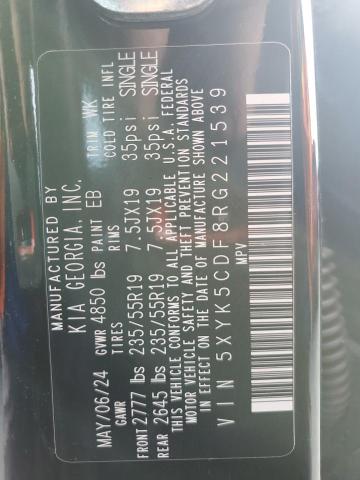 MANUFACTURED BY
KIA GEORGIA, INC.
MAY/06/24 GVWR 4850 lbs PAINT EB TRIM WK
GAWR TIRES RIMS COLD TIRE INFL
FRONT 2777 lbs 235/55R19 7.5JX19 35psi SINGLE
REAR 2645 lbs 235/55R19 7.5JX19 35psi SINGLE
THIS VEHICLE CONFORMS TO ALL APPLICABLE U.S.A. FEDERAL
MOTOR VEHICLE SAFETY AND THEFT PREVENTION STANDARDS
IN EFFECT ON THE DATE OF MANUFACTURE SHOWN ABOVE
VIN 5XYK5CDF8RG221539
MPV